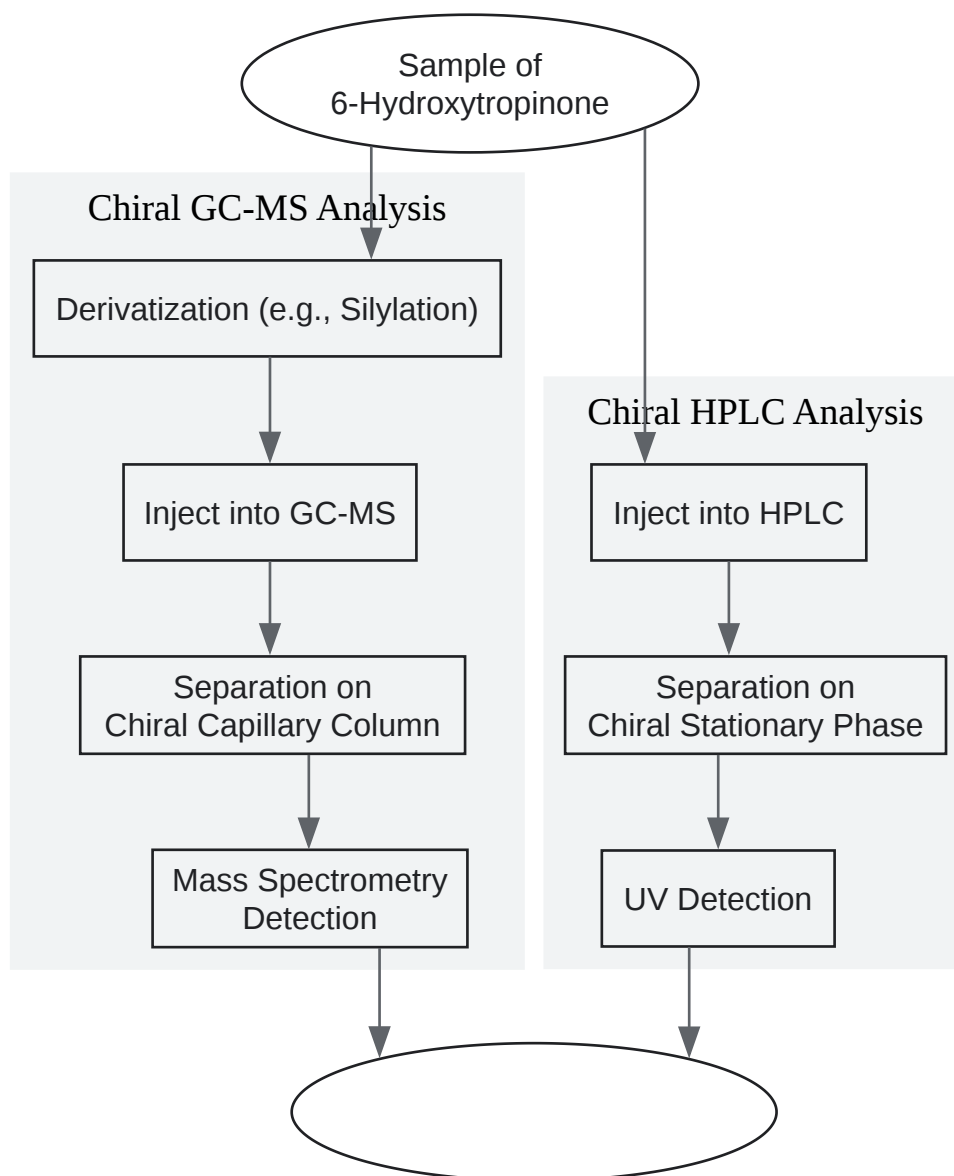 Sample of
6-Hydroxytropinone
Chiral GC-MS Analysis
Derivatization (e.g., Silylation)
Inject into GC-MS
Separation on
Chiral Capillary Column
Mass Spectrometry
Detection
Chiral HPLC Analysis
Inject into HPLC
Separation on
Chiral Stationary Phase
UV Detection